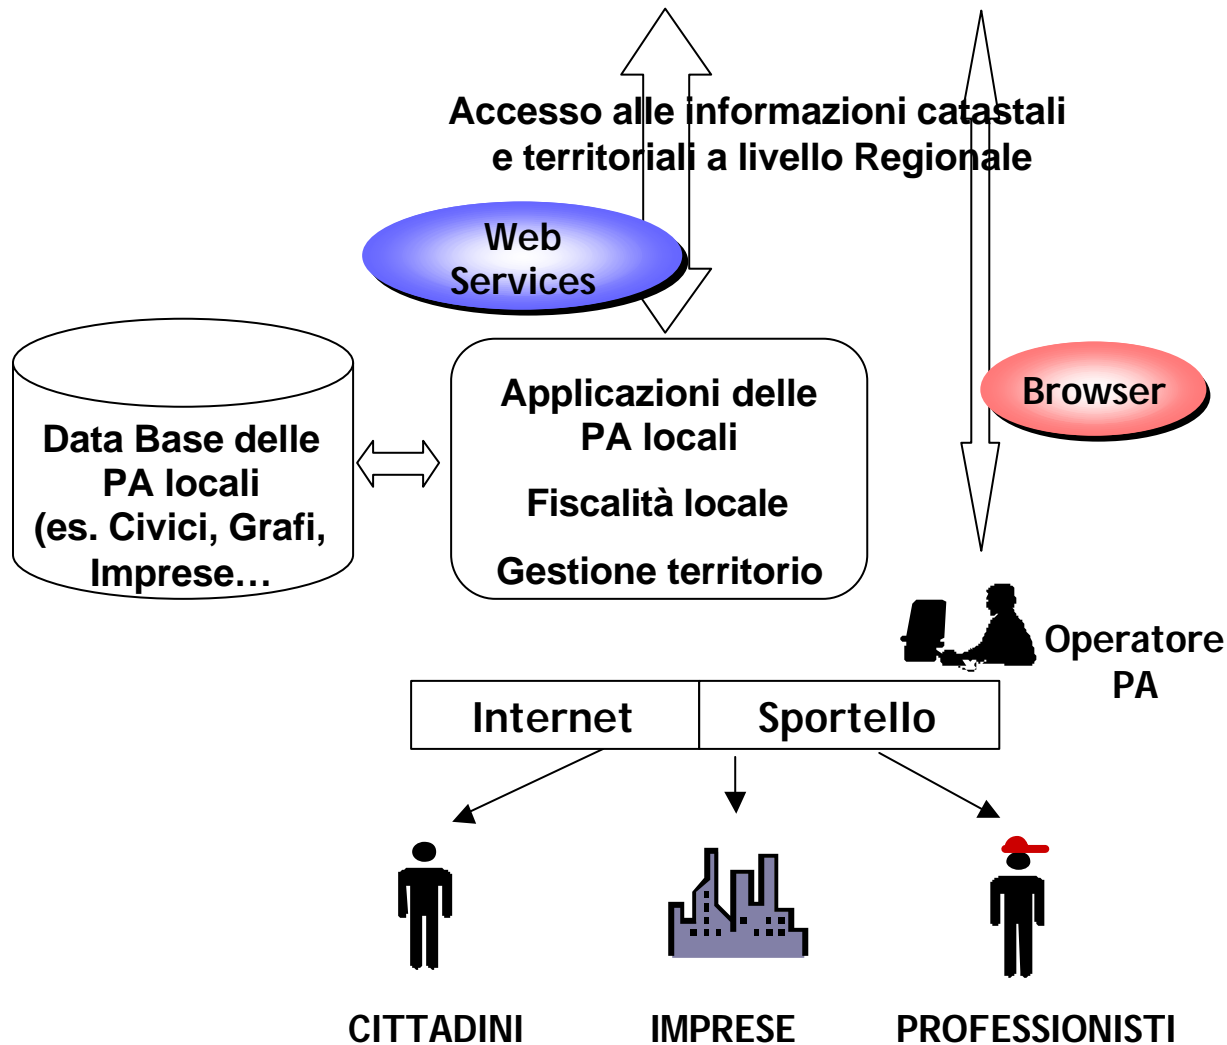 Accesso alle informazioni catastali
e territoriali a livello Regionale
Web
Services
Browser
Data Base delle
PA locali
(es. Civici, Grafi,
Imprese…
Applicazioni delle
PA locali
Fiscalità locale
Gestione territorio
Operatore
PA
Internet
Sportello
CITTADINI
IMPRESE
PROFESSIONISTI